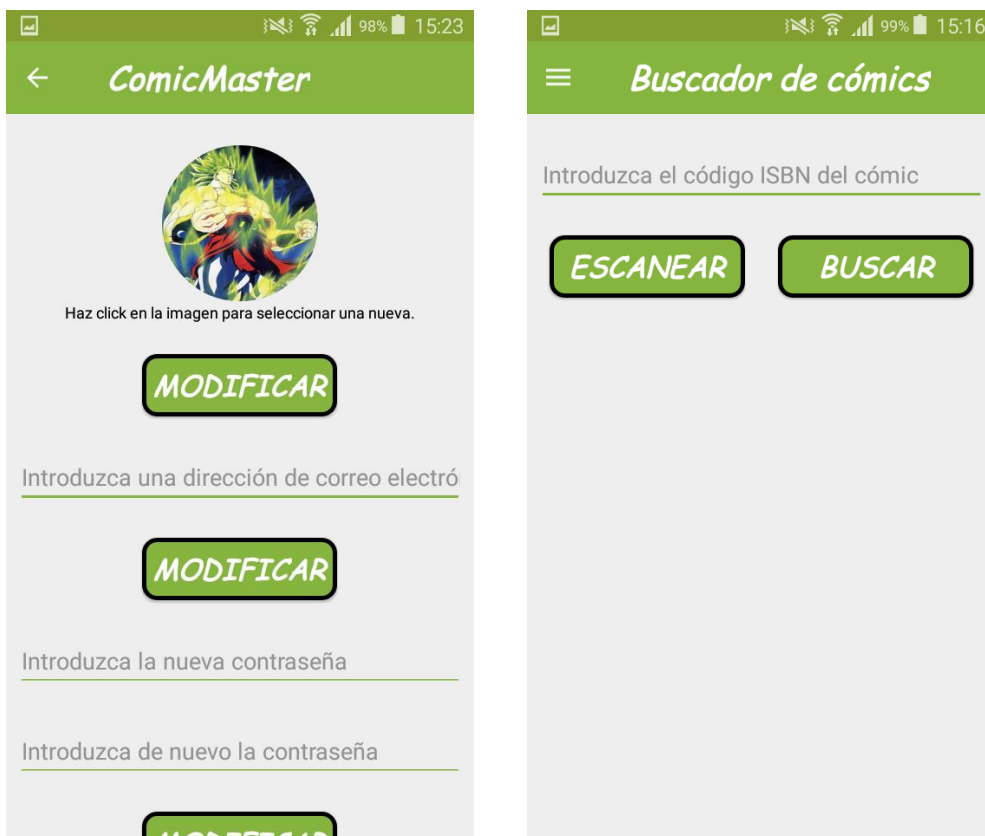 98% 15:23
ComicMaster
Haz click en la imagen para seleccionar una nueva.
MODIFICAR
Introduzca una dirección de correo electró
MODIFICAR
Introduzca la nueva contraseña
Introduzca de nuevo la contraseña
MODIFICAR
99% 15:16
Buscador de cómics
Introduzca el código ISBN del cómic
ESCANEAR BUSCAR